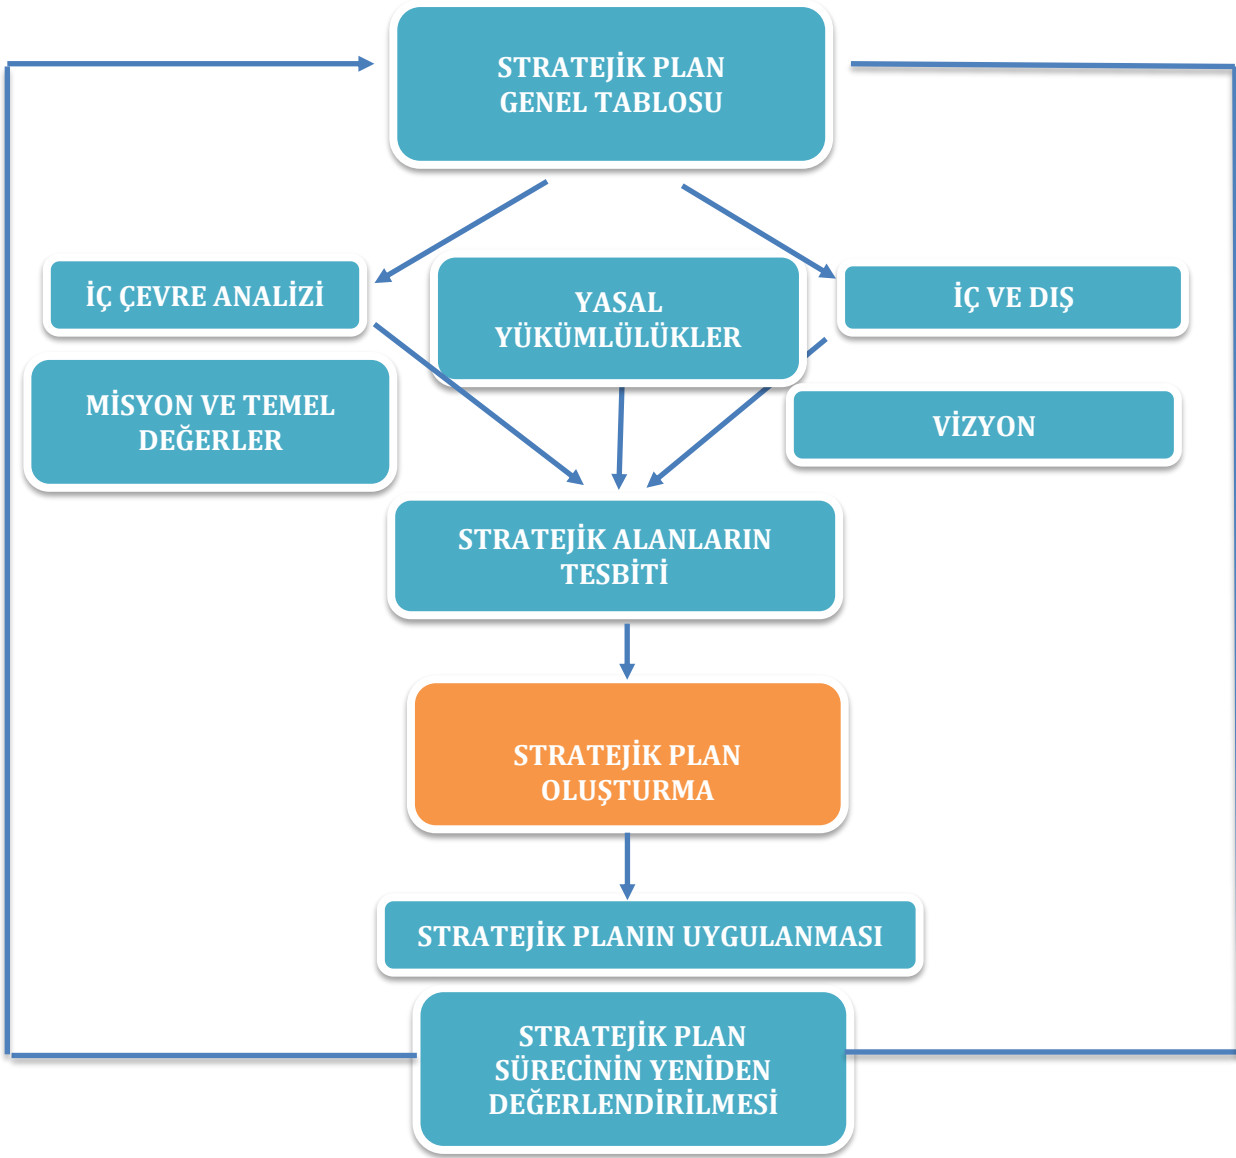 STRATEJİK PLAN
GENEL TABLOSU
İÇ ÇEVRE ANALİZİ
YASAL
YÜKÜMLÜLÜKLER
İÇ VE DIŞ
MİSYON VE TEMEL
DEĞERLER
VİZYON
STRATEJİK ALANLARIN
TESBİTİ
STRATEJİK PLAN
OLUŞTURMA
STRATEJİK PLANIN UYGULANMASI
STRATEJİK PLAN
SÜRECİNİN YENİDEN
DEĞERLENDİRİLMESİ